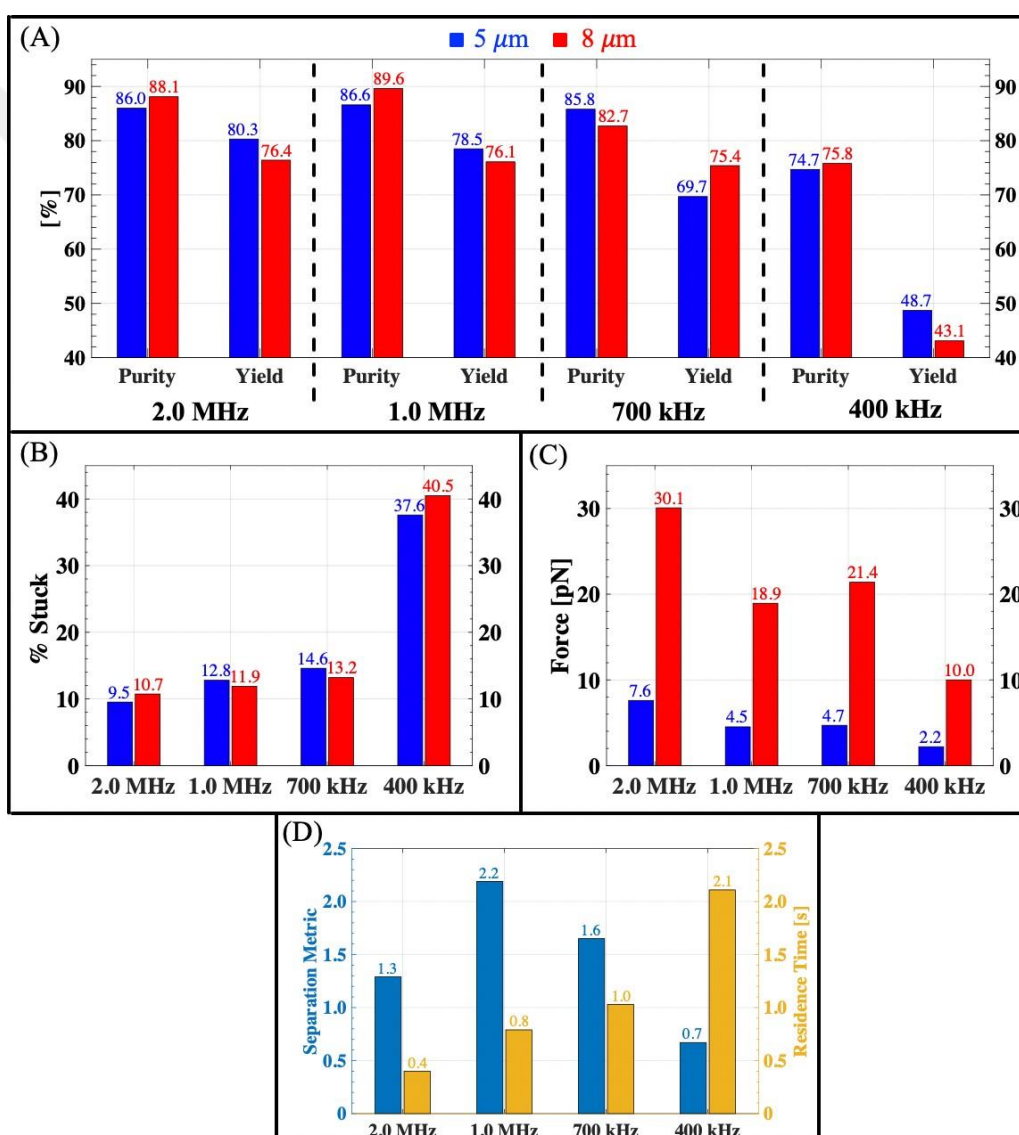 (A)
5 μm 8 μm
90 86.0 88.1 86.6 89.6 85.8 82.7 90
80 80.3 76.4 78.5 76.1 75.4 74.7 75.8 80
70 69.7 70
[%]
60 60
50 48.7 43.1 50
40 40
Purity Yield Purity Yield Purity Yield Purity Yield
2.0 MHz 1.0 MHz 700 kHz 400 kHz
(B)
% Stuck
40 37.6 40.5 40
30 30
20 20
10 9.5 10.7 12.8 11.9 14.6 13.2 10
0 0
2.0 MHz 1.0 MHz 700 kHz 400 kHz
(C)
Force [pN]
30 30.1 30
20 18.9 21.4 20
10 7.6 4.5 4.7 2.2 10.0 10
0 0
2.0 MHz 1.0 MHz 700 kHz 400 kHz
(D)
Separation Metric
Residence Time [s]
2.5 2.5
2.0 2.2 2.1 2.0
1.5 1.3 1.6 1.5
1.0 0.8 1.0 1.0
0.5 0.4 0.7 0.5
0 0
2.0 MHz 1.0 MHz 700 kHz 400 kHz